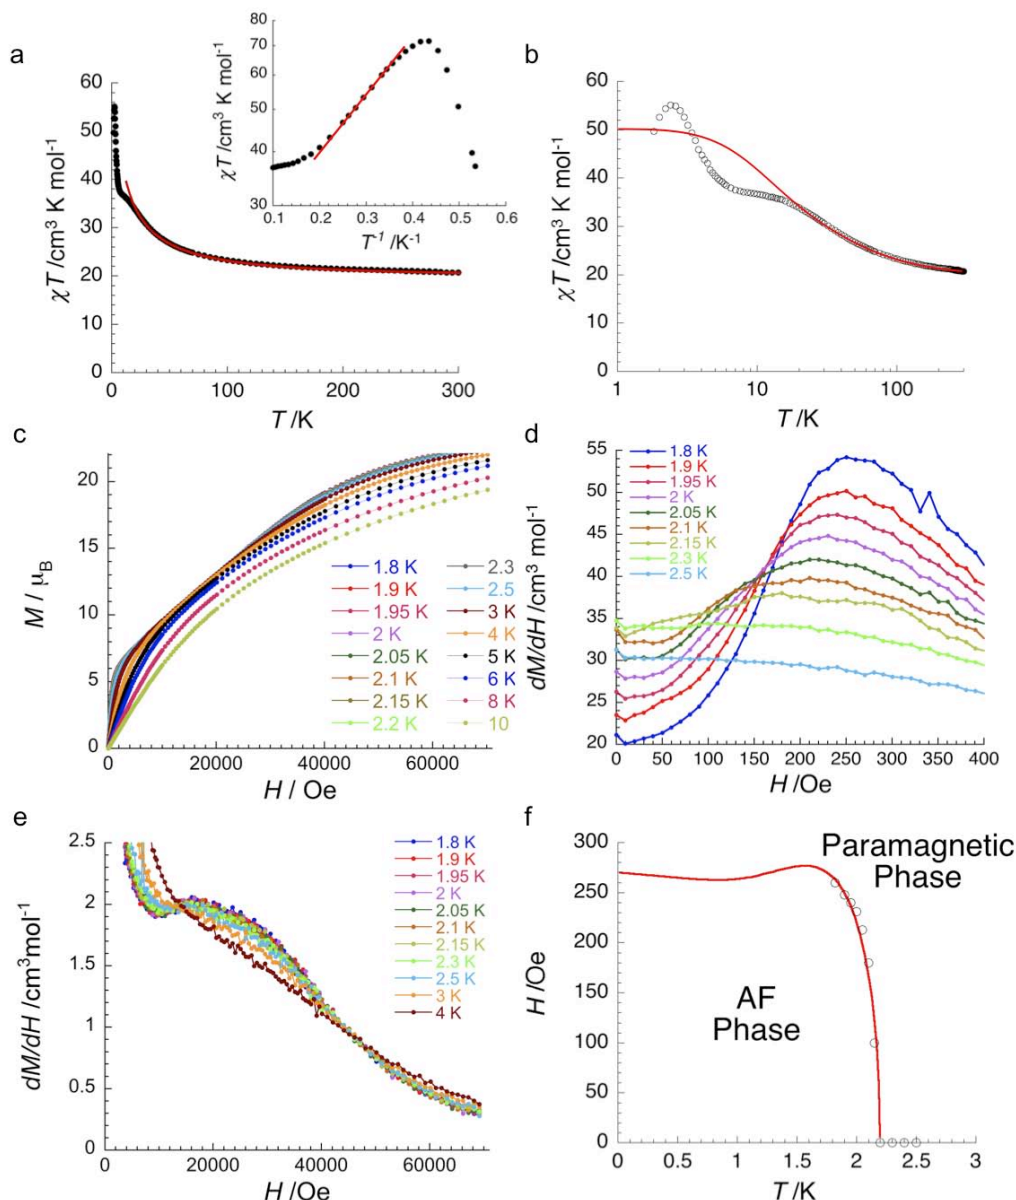 a
80
70
60
50
40
30
χT /cm³ K mol⁻¹
0.1 0.2 0.3 0.4 0.5 0.6
T⁻¹ /K⁻¹
60
50
40
30
20
10
0
χT /cm³ K mol⁻¹
0 100 200 300
T /K
b
60
50
40
30
20
10
0
χT /cm³ K mol⁻¹
1 10 100
T /K
c
20
15
10
5
0
M / μB
1.8 K
1.9 K
1.95 K
2 K
2.05 K
2.1 K
2.15 K
2.2 K
2.3
2.5
3 K
4 K
5 K
6 K
8 K
10
0 20000 40000 60000
H / Oe
d
55
50
45
40
35
30
25
20
dM/dH /cm³ mol⁻¹
1.8 K
1.9 K
1.95 K
2 K
2.05 K
2.1 K
2.15 K
2.3 K
2.5 K
0 50 100 150 200 250 300 350 400
H /Oe
e
2.5
2
1.5
1
0.5
0
dM/dH /cm³mol⁻¹
1.8 K
1.9 K
1.95 K
2 K
2.05 K
2.1 K
2.15 K
2.3 K
2.5 K
3 K
4 K
0 20000 40000 60000
H /Oe
f
300
250
200
150
100
50
0
H /Oe
Paramagnetic
Phase
AF
Phase
0 0.5 1 1.5 2 2.5 3
T /K